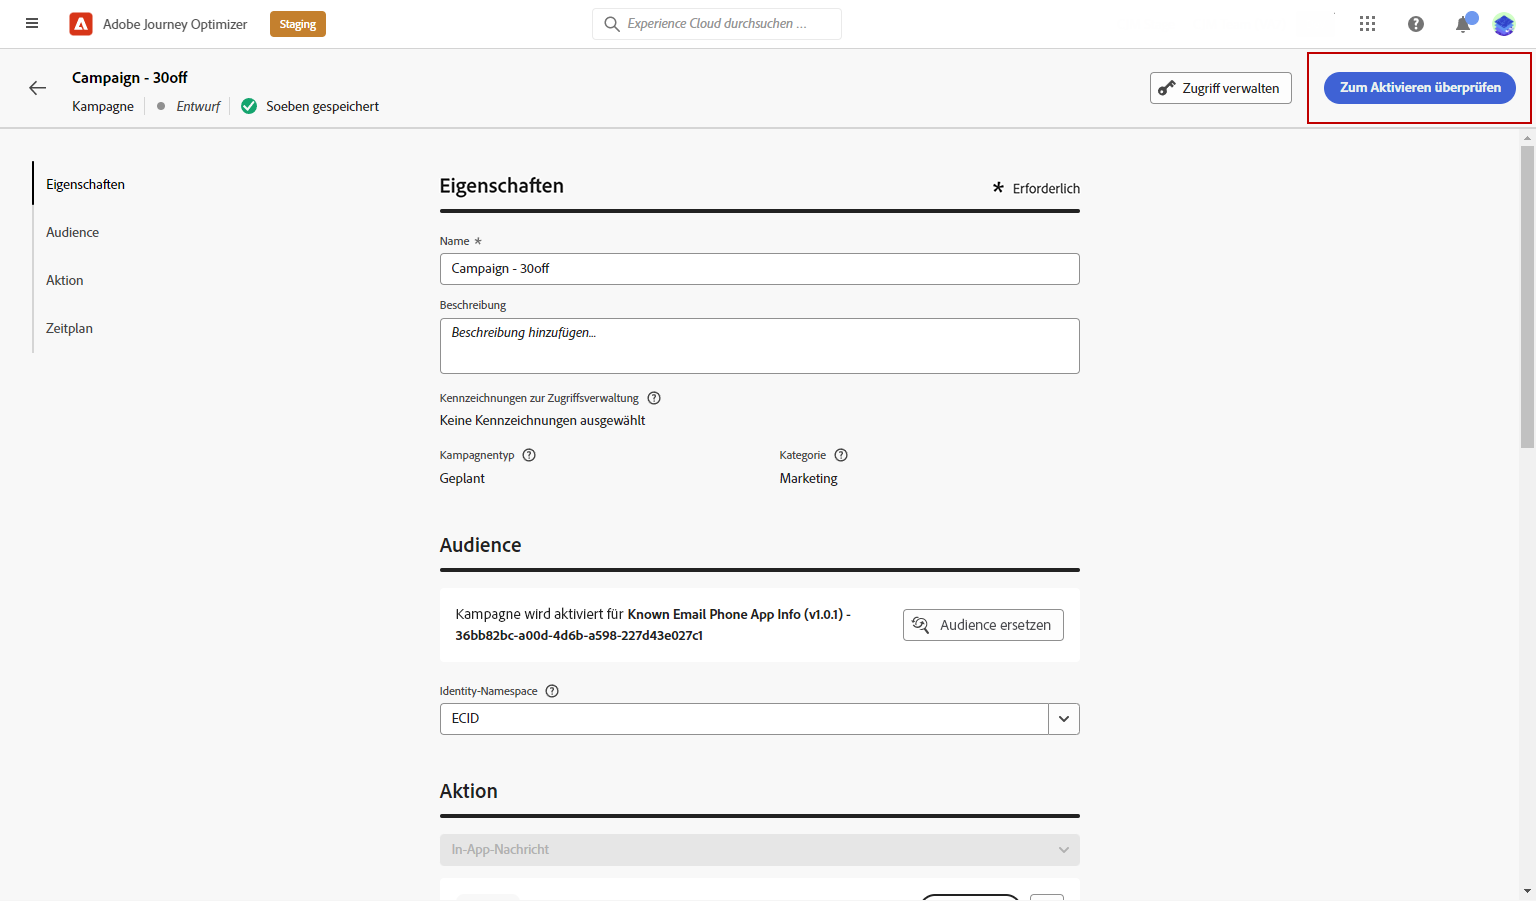 Adobe Journey Optimizer
Staging
Experience Cloud durchsuchen ...
Campaign - 30off
Kampagne
Entwurf
Soeben gespeichert
Zugriff verwalten
Zum Aktivieren überprüfen
Eigenschaften
Audience
Aktion
Zeitplan
Eigenschaften
* Erforderlich
Name *
Campaign - 30off
Beschreibung
Beschreibung hinzufügen...
Kennzeichnungen zur Zugriffsverwaltung
Keine Kennzeichnungen ausgewählt
Kampagnentyp
Kategorie
Geplant
Marketing
Audience
Kampagne wird aktiviert für Known Email Phone App Info (v1.0.1) -
36bb82bc-a00d-4d6b-a598-227d43e027c1
Audience ersetzen
Identity-Namespace
ECID
Aktion
In-App-Nachricht